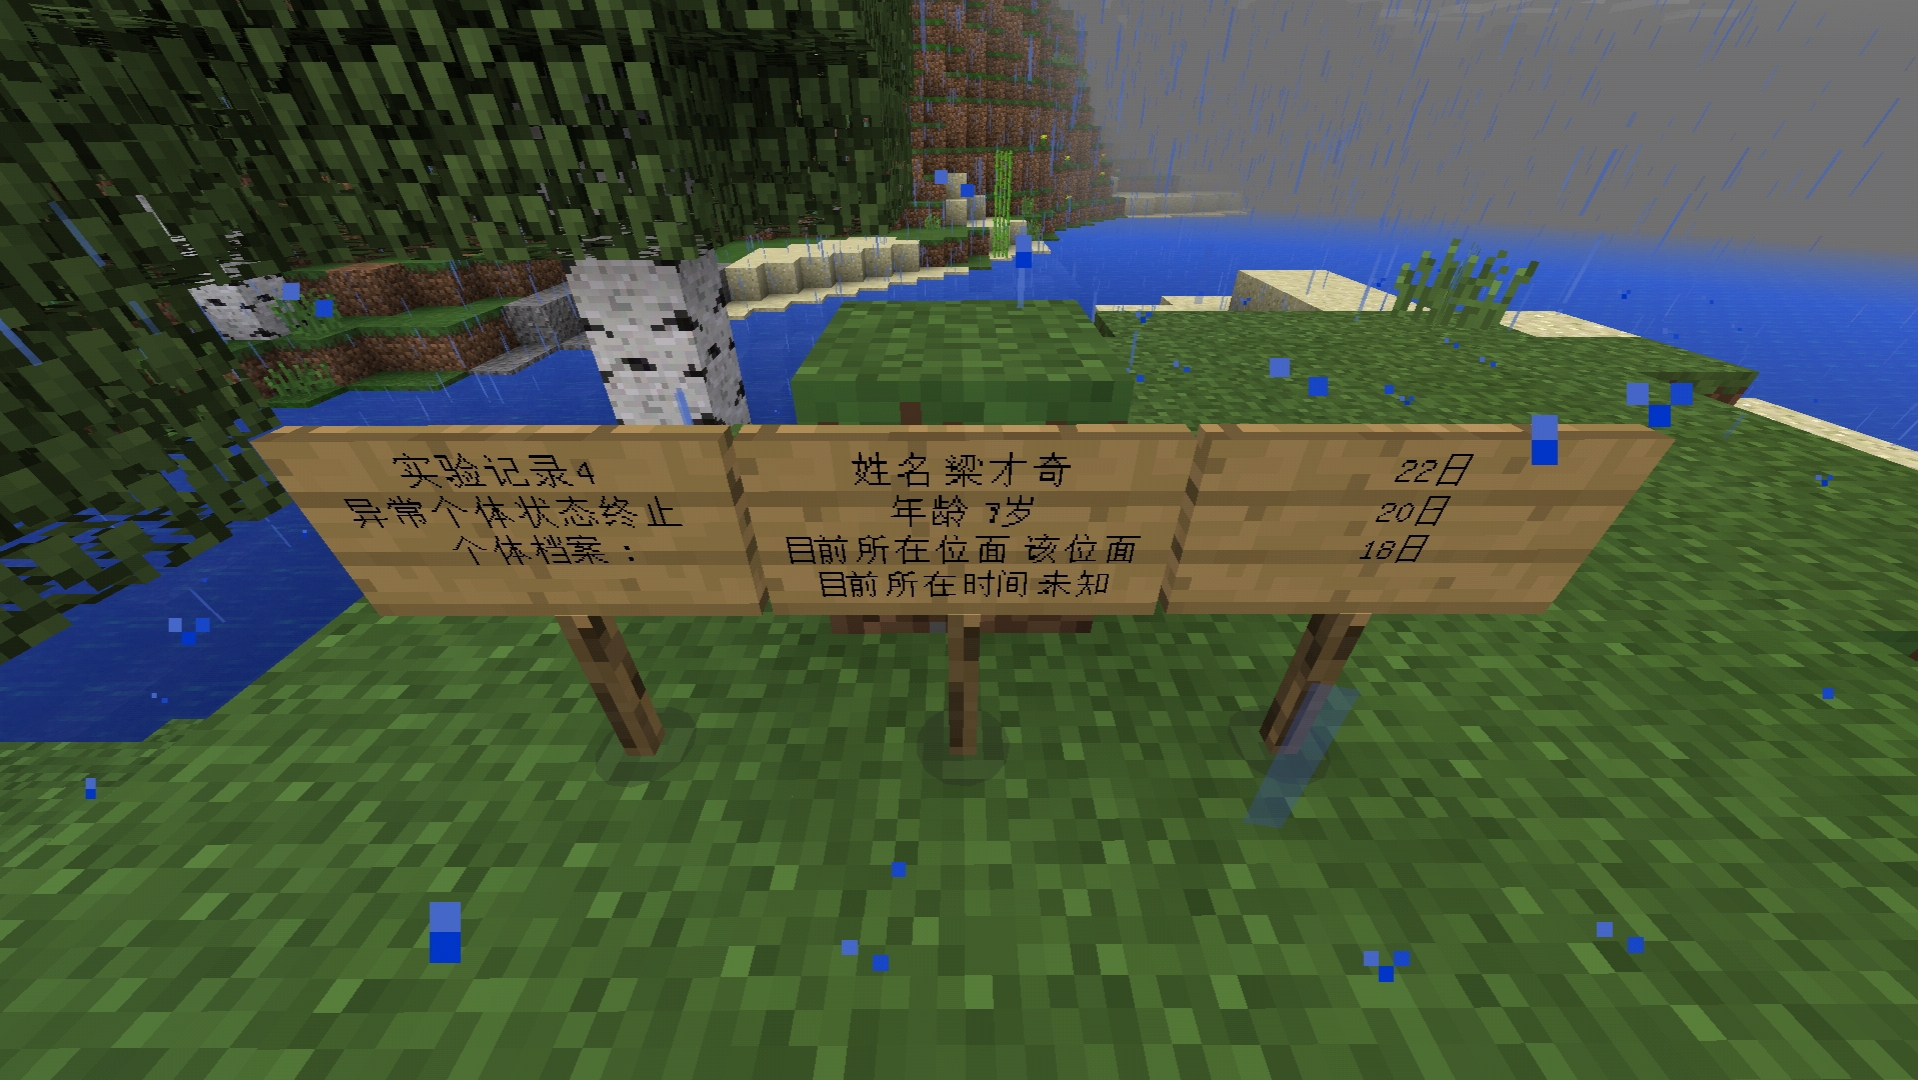 实验记录4
异常个体状态终止
个体档案：
姓名 梁才奇
年龄 7岁
目前所在位面 该位面
目前所在时间 未知
22日
20日
18日